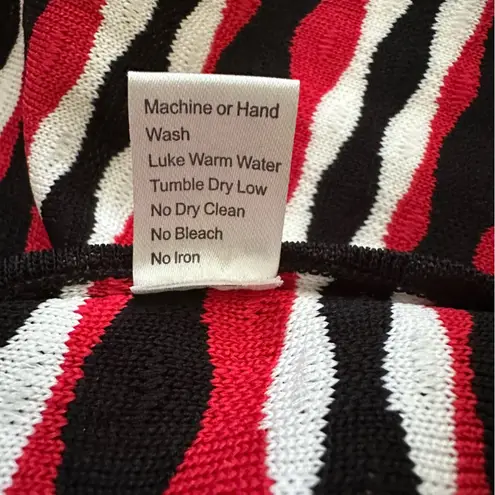 Machine or Hand
Wash
Luke Warm Water
Tumble Dry Low
No Dry Clean
No Bleach
No Iron